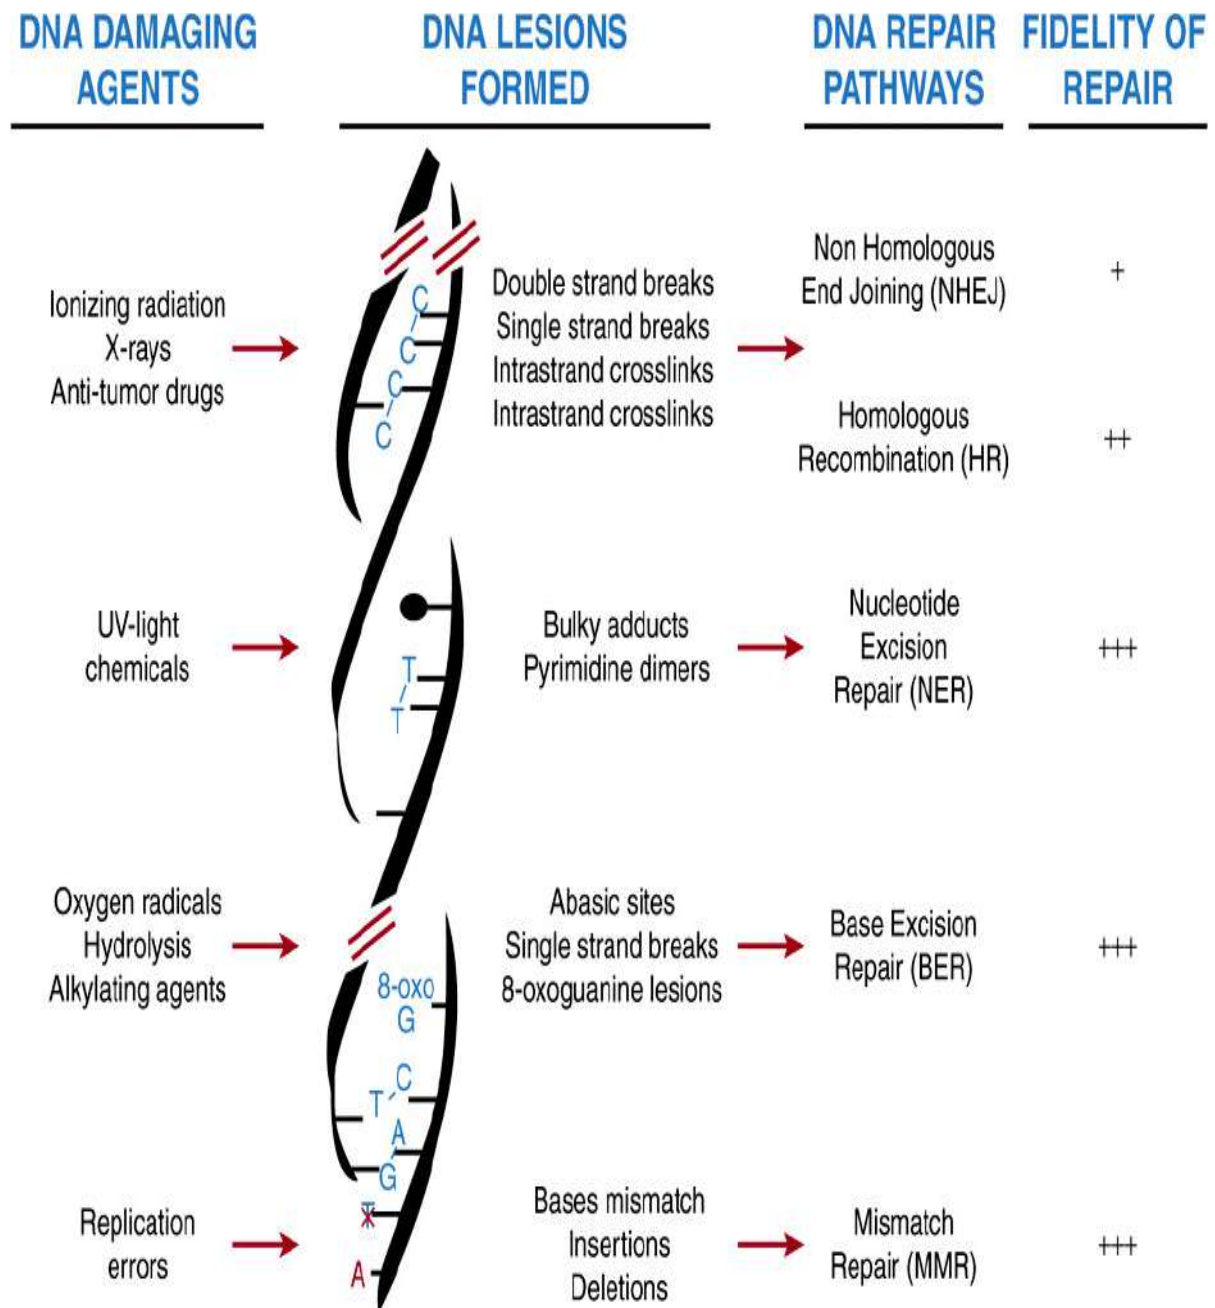 DNA DAMAGING
AGENTS
DNA LESIONS
FORMED
DNA REPAIR
PATHWAYS
FIDELITY OF
REPAIR
Ionizing radiation
X-rays
Anti-tumor drugs
C
C
C
C
Double strand breaks
Single strand breaks
Intrastrand crosslinks
Intrastrand crosslinks
Non Homologous
End Joining (NHEJ)
+
Homologous
Recombination (HR)
++
UV-light
chemicals
T
T
Bulky adducts
Pyrimidine dimers
Nucleotide
Excision
Repair (NER)
+++
Oxygen radicals
Hydrolysis
Alkylating agents
8-oxo
G
Abasic sites
Single strand breaks
8-oxoguanine lesions
Base Excision
Repair (BER)
+++
C
T
A
G
T
A
Replication
errors
Bases mismatch
Insertions
Deletions
Mismatch
Repair (MMR)
+++